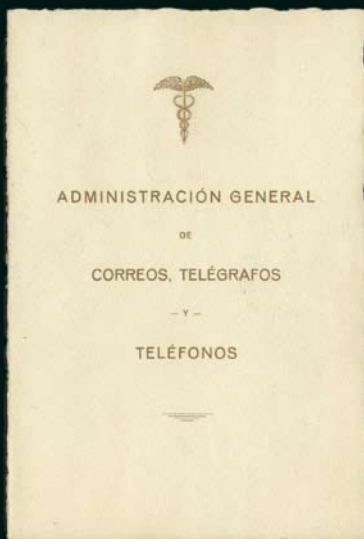 ADMINISTRACIÓN GENERAL
DE
CORREOS, TELÉGRAFOS
— Y —
TELÉFONOS